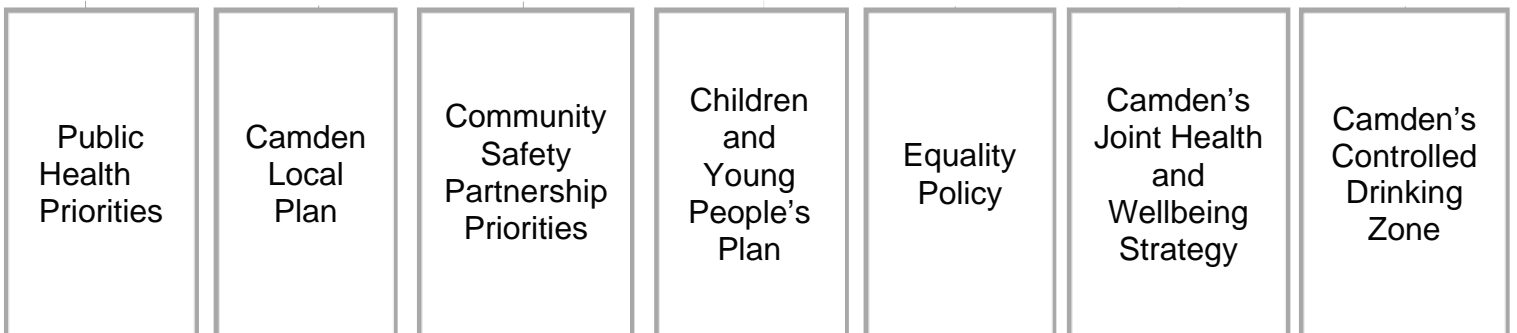 Public
Health
Priorities
Camden
Local
Plan
Community
Safety
Partnership
Priorities
Children
and
Young
People’s
Plan
Equality
Policy
Camden’s
Joint Health
and
Wellbeing
Strategy
Camden’s
Controlled
Drinking
Zone